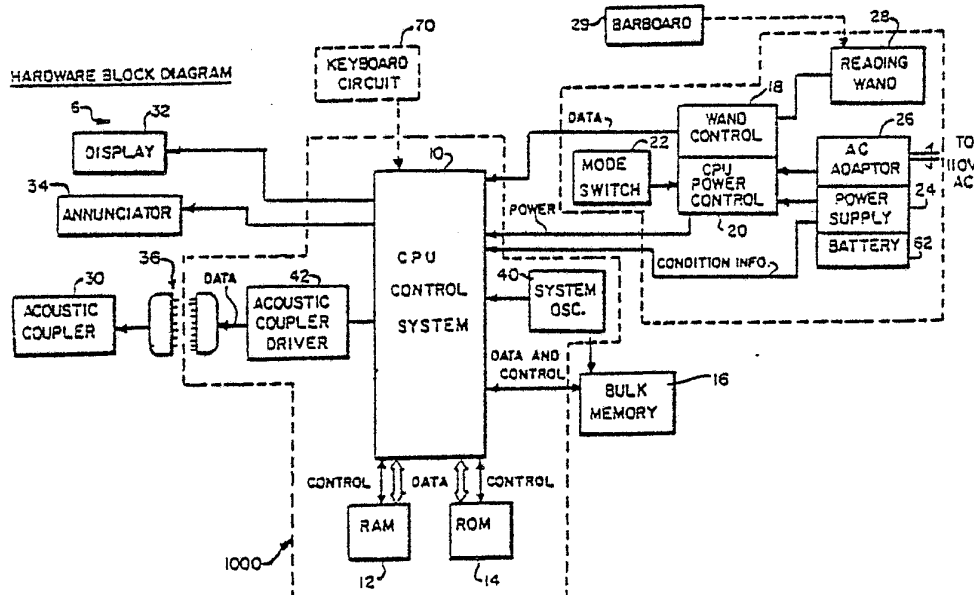 HARDWARE BLOCK DIAGRAM
70
KEYBOARD
CIRCUIT
29
BARBOARD
28
READING
WAND
6
32
DISPLAY
34
ANNUNCIATOR
10
CPU
CONTROL
SYSTEM
DATA
22
MODE
SWITCH
18
WAND
CONTROL
CPU
POWER
CONTROL
20
26
AC
ADAPTOR
TO
110V
AC
POWER
SUPPLY
24
BATTERY
62
POWER
CONDITION INFO.
30
ACOUSTIC
COUPLER
36
DATA
42
ACOUSTIC
COUPLER
DRIVER
40
SYSTEM
OSC.
DATA AND
CONTROL
BULK
MEMORY
16
CONTROL
DATA
CONTROL
RAM
ROM
12
14
1000